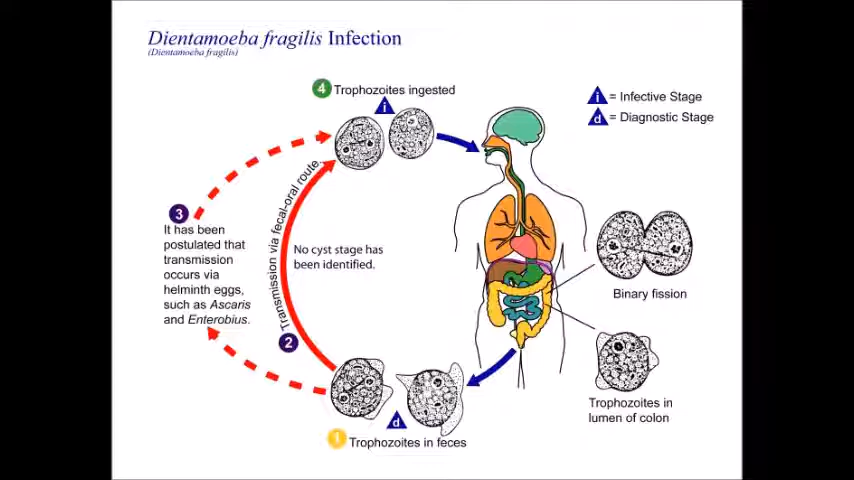 Dientamoeba fragilis Infection
(Dientamoeba fragilis)
4 Trophozoites ingested
i
i = Infective Stage
d = Diagnostic Stage
3
It has been
postulated that
transmission
occurs via
helminth eggs,
such as Ascaris
and Enterobius.
Transmission via fecal-oral route.
2
No cyst stage has
been identified.
Binary fission
Trophozoites in
lumen of colon
d
1 Trophozoites in feces